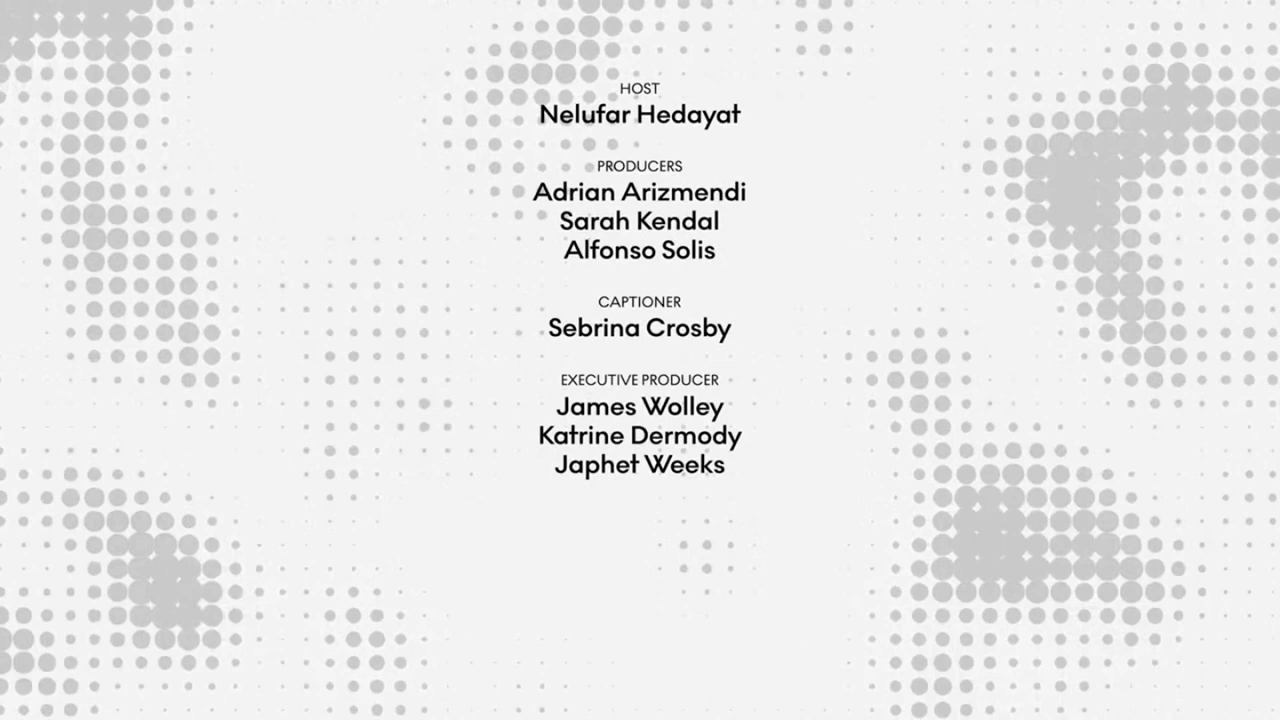 HOST
Nelufar Hedayat
PRODUCERS
Adrian Arizmendi
Sarah Kendal
Alfonso Solis
CAPTIONER
Sebrina Crosby
EXECUTIVE PRODUCER
James Wolley
Katrine Dermody
Japhet Weeks